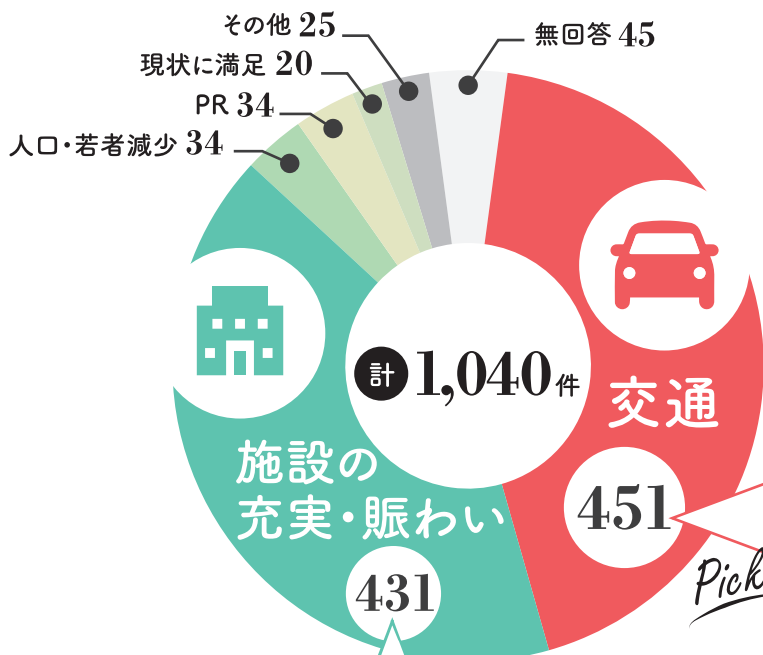 その他 25
無回答 45
現状に満足 20
PR 34
人口・若者減少 34
計 1,040件
交通
451
施設の
充実・賑わい
431
Pick